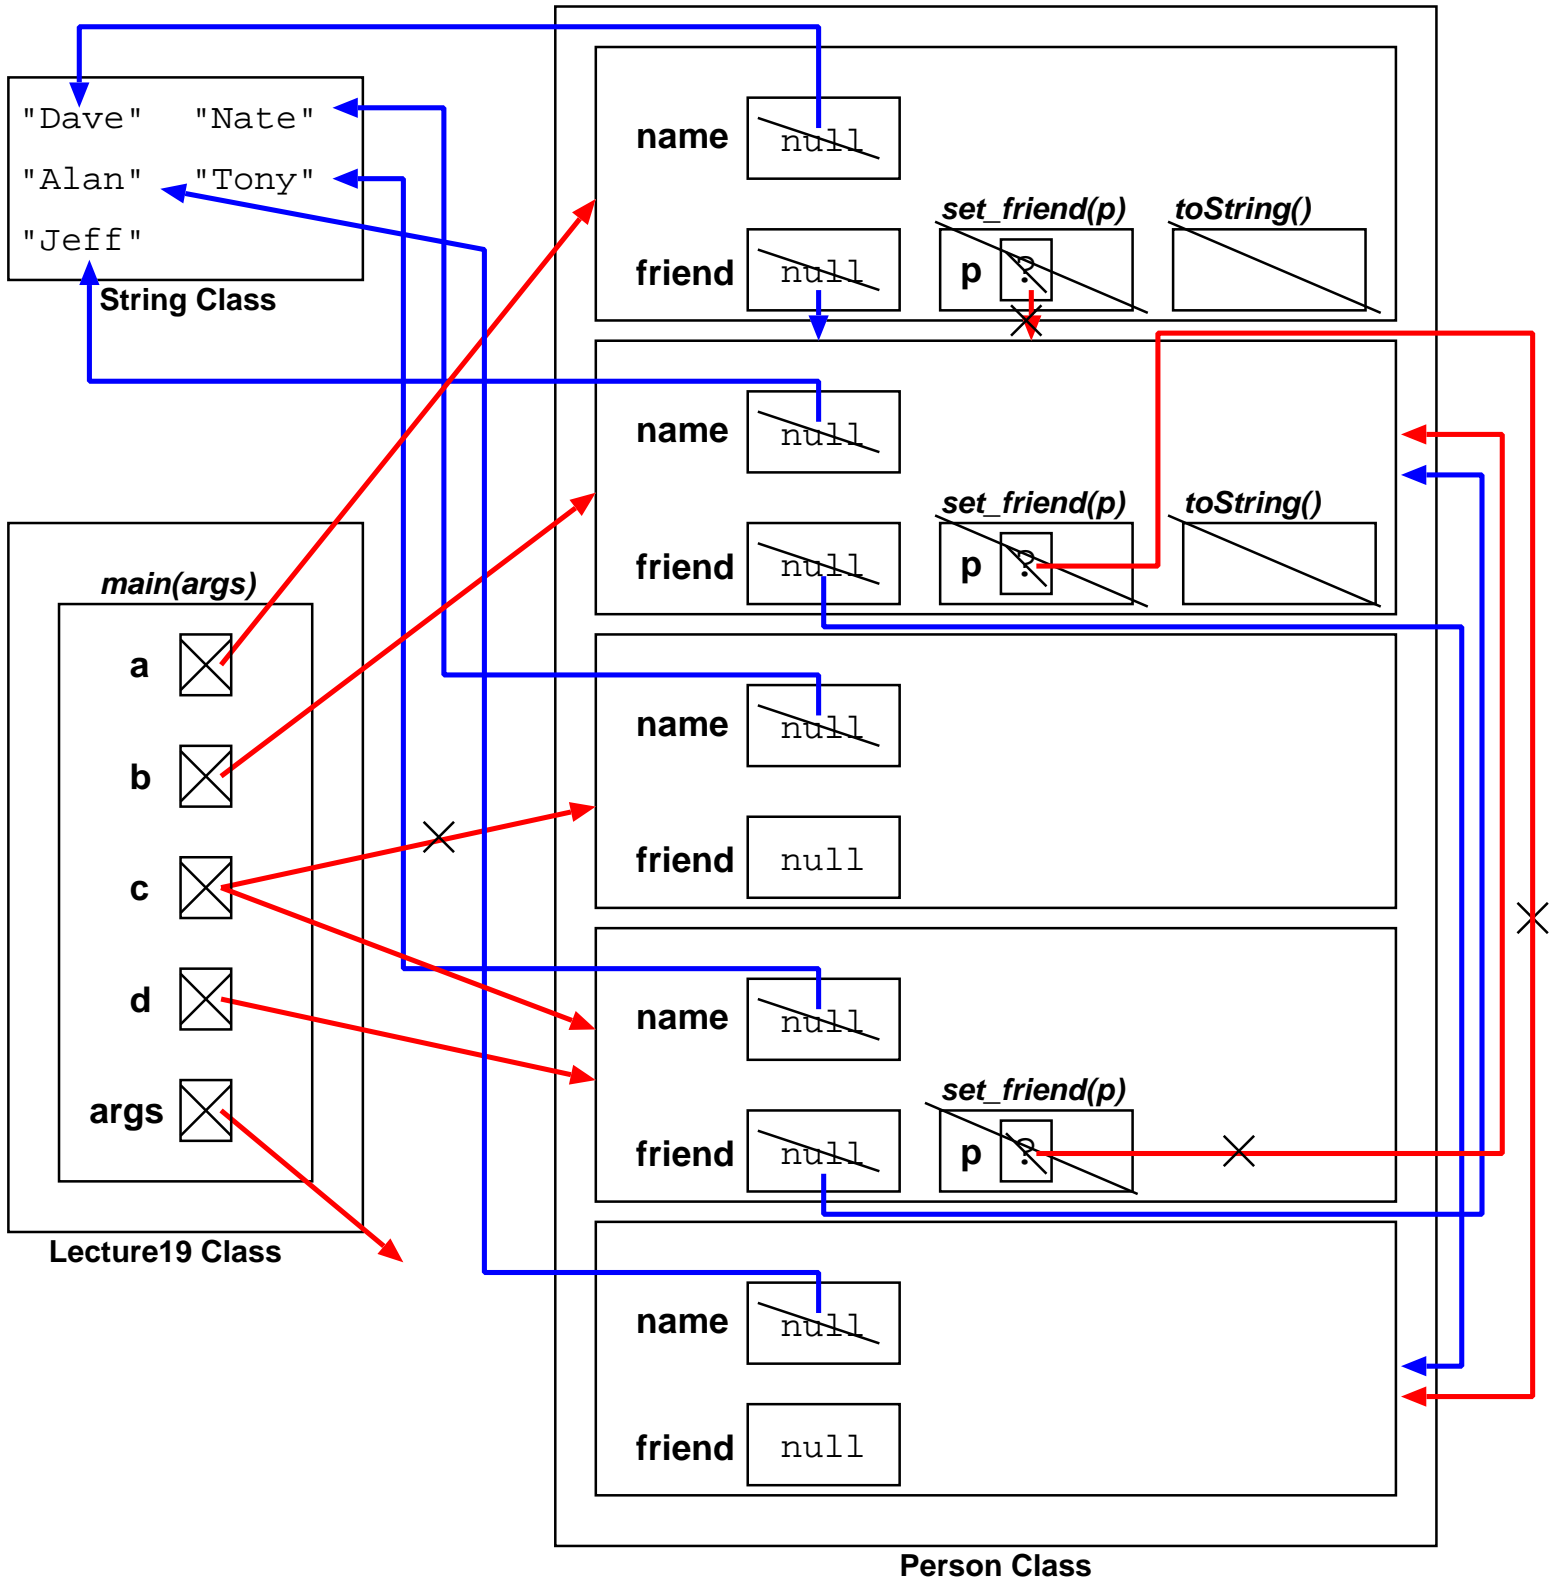 "Dave" "Nate"
"Alan" "Tony"
"Jeff"
String Class
main(args)
a
b
c
d
args
Lecture19 Class
name null
set_friend(p) toString()
friend null p ?
name null
set_friend(p) toString()
friend null p ?
name null
friend null
name null
set_friend(p)
friend null p ?
name null
friend null
Person Class